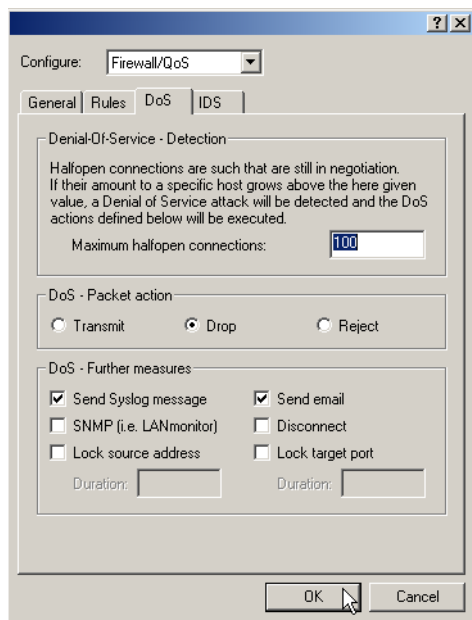 Configure: Firewall/QoS
General Rules DoS IDS
Denial-Of-Service - Detection
Halfopen connections are such that are still in negotiation.
If their amount to a specific host grows above the here given
value, a Denial of Service attack will be detected and the DoS
actions defined below will be executed.
Maximum halfopen connections: 100
DoS - Packet action
Transmit Drop Reject
DoS - Further measures
Send Syslog message Send email
SNMP (i.e. LANmonitor) Disconnect
Lock source address Lock target port
Duration: Duration:
OK Cancel